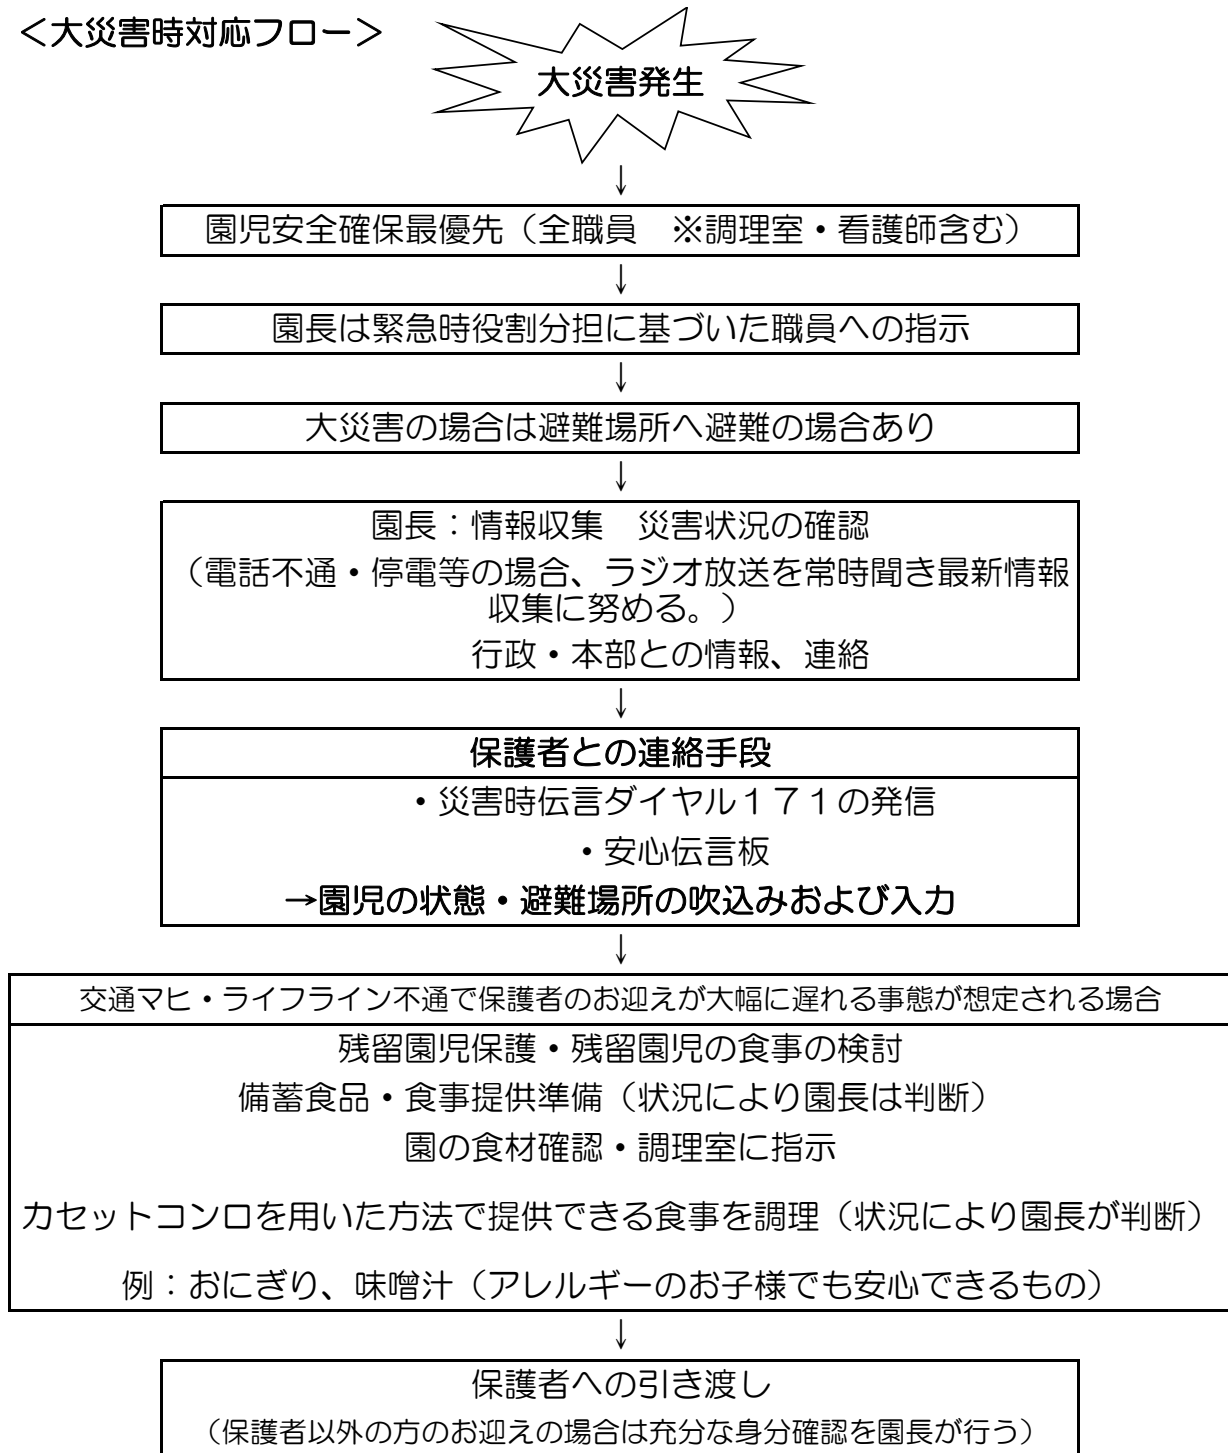 ＜大災害時対応フロー＞
大災害発生
↓
園児安全確保最優先（全職員　※調理室・看護師含む）
↓
園長は緊急時役割分担に基づいた職員への指示
↓
大災害の場合は避難場所へ避難の場合あり
↓
園長：情報収集　災害状況の確認
（電話不通・停電等の場合、ラジオ放送を常時聞き最新情報
収集に努める。）
行政・本部との情報、連絡
↓
保護者との連絡手段
・災害時伝言ダイヤル１７１の発信
・安心伝言板
→園児の状態・避難場所の吹込みおよび入力
↓
交通マヒ・ライフライン不通で保護者のお迎えが大幅に遅れる事態が想定される場合
残留園児保護・残留園児の食事の検討
備蓄食品・食事提供準備（状況により園長は判断）
園の食材確認・調理室に指示
カセットコンロを用いた方法で提供できる食事を調理（状況により園長が判断）
例：おにぎり、味噌汁（アレルギーのお子様でも安心できるもの）
↓
保護者への引き渡し
（保護者以外の方のお迎えの場合は充分な身分確認を園長が行う）